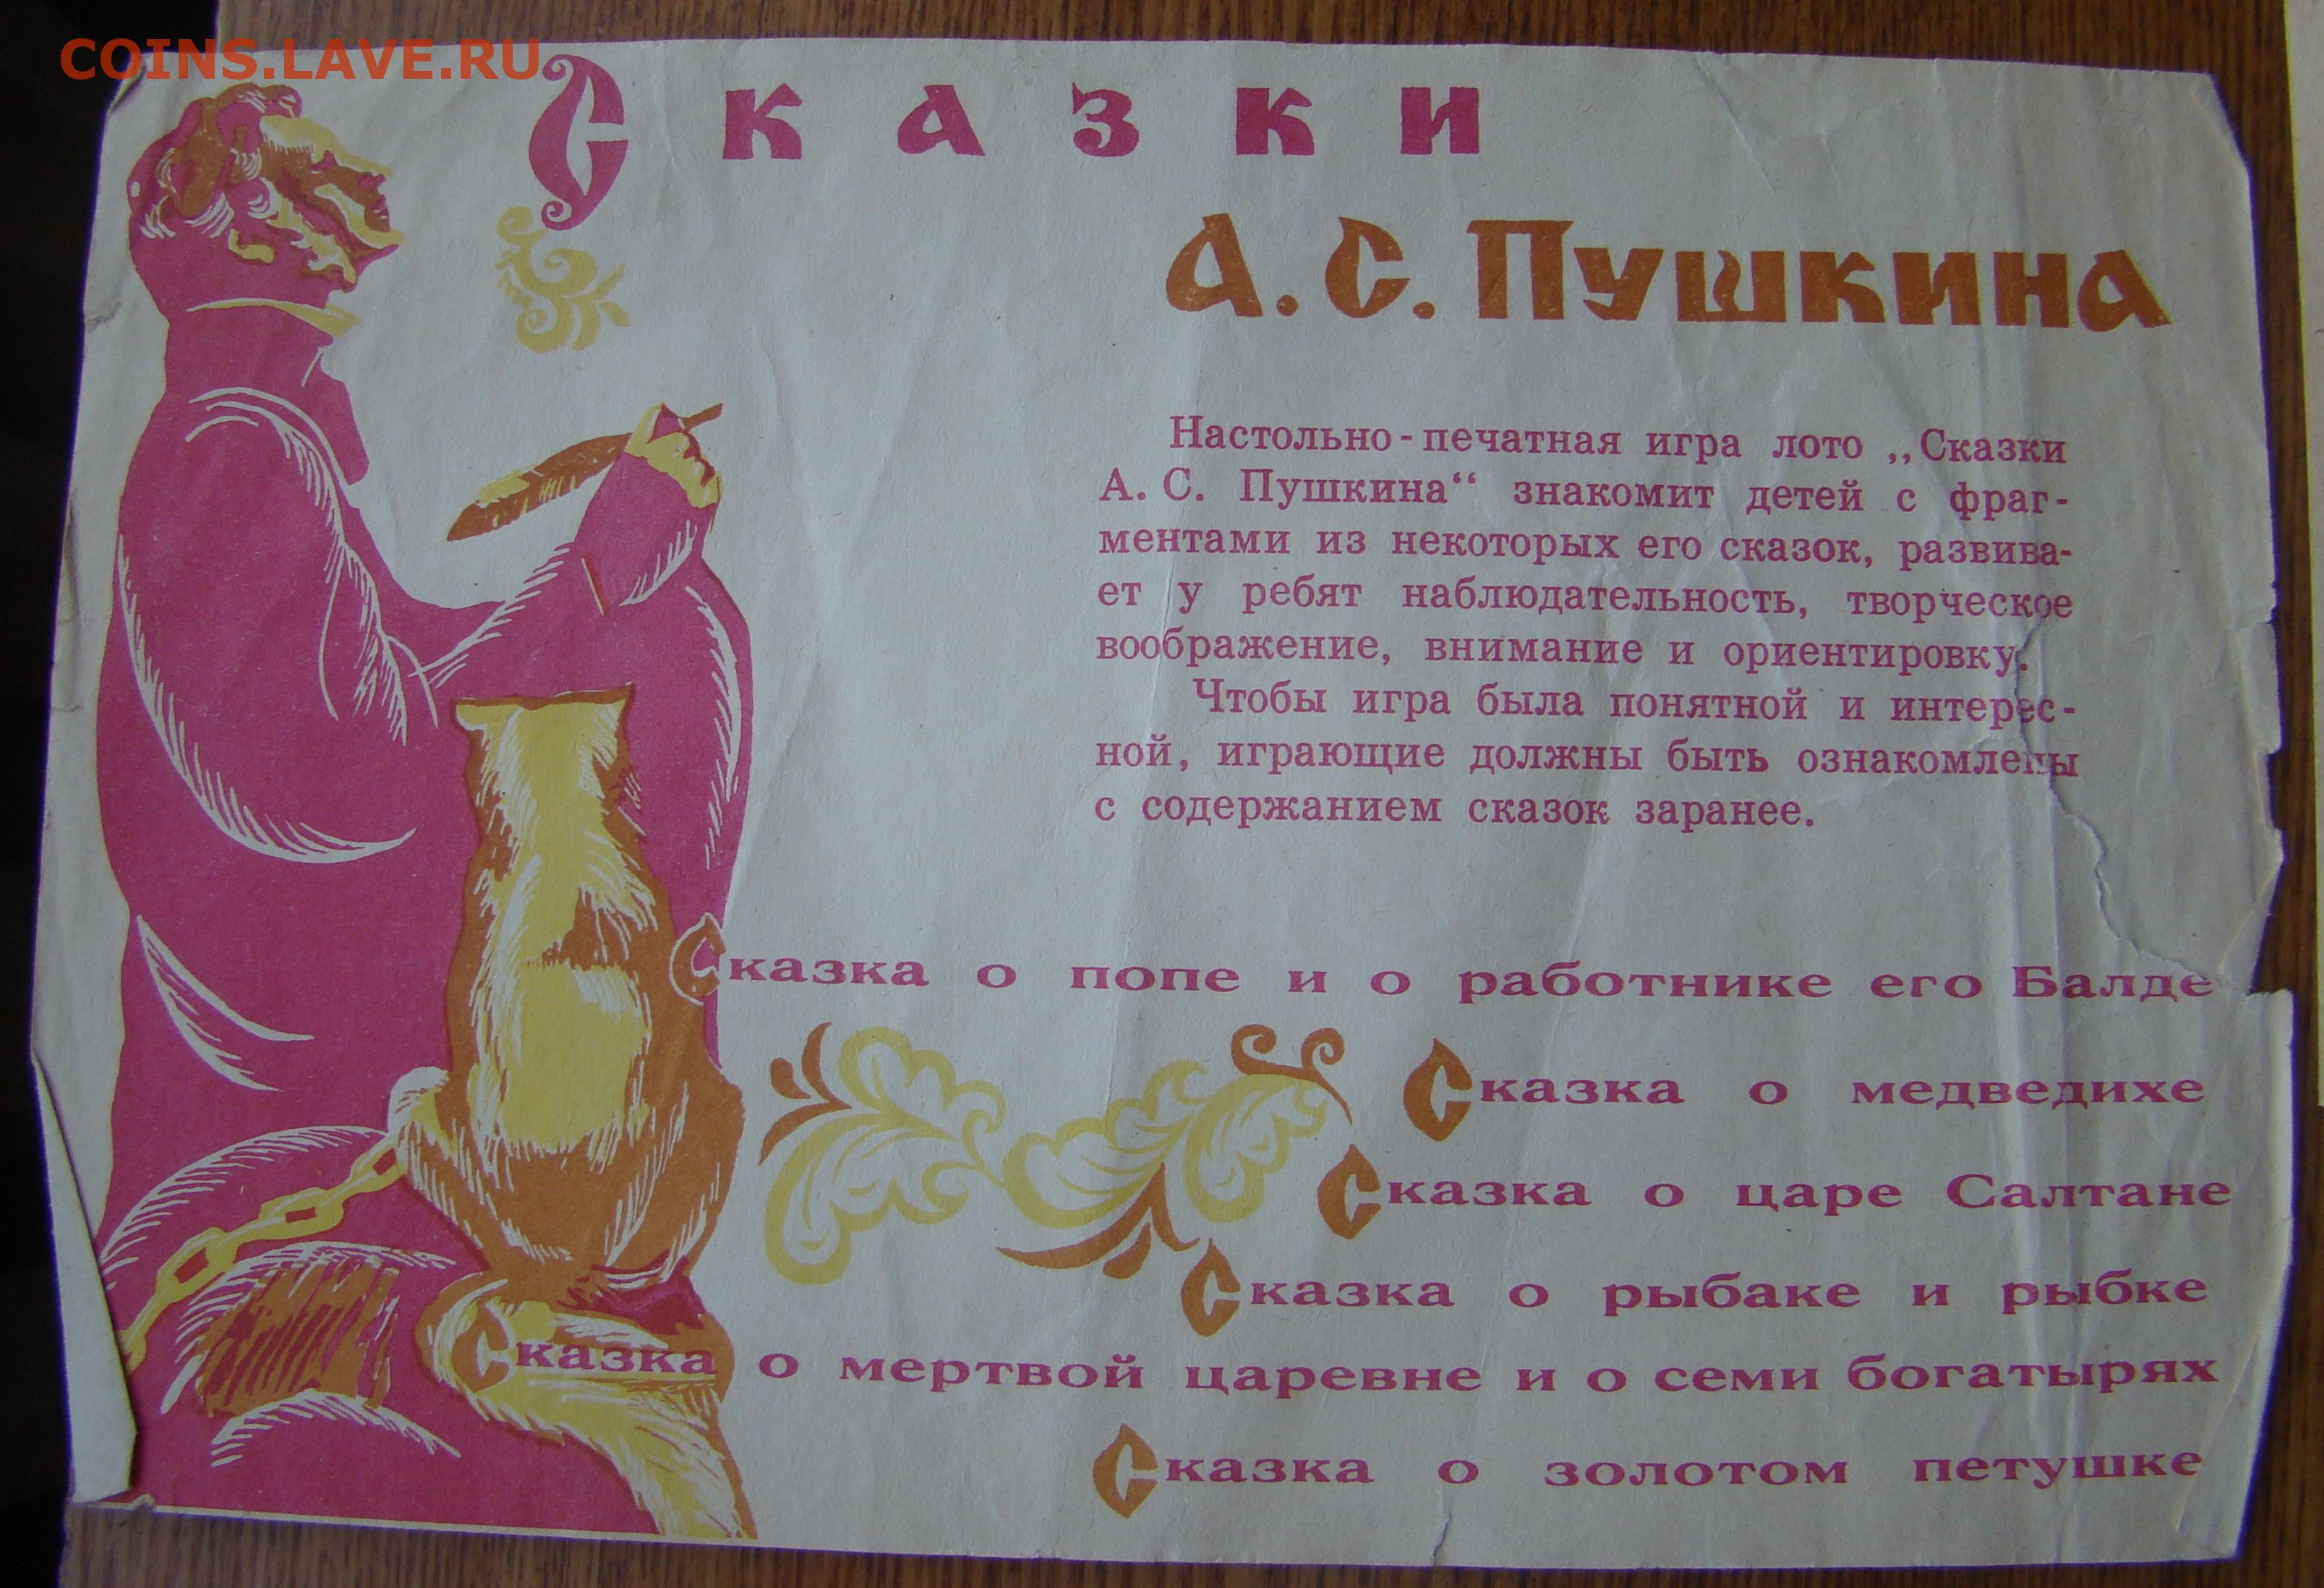 COINS.LAVE.RU
Сказки
А. С. Пушкина
Настольно-печатная игра лото „Сказки
А. С. Пушкина“ знакомит детей с фраг-
ментами из некоторых его сказок, развива-
ет у ребят наблюдательность, творческое
воображение, внимание и ориентировку.
Чтобы игра была понятной и интерес-
ной, играющие должны быть ознакомлены
с содержанием сказок заранее.
Сказка о попе и о работнике его Балде
Сказка о медведихе
Сказка о царе Салтане
Сказка о рыбаке и рыбке
Сказка о мертвой царевне и о семи богатырях
Сказка о золотом петушке